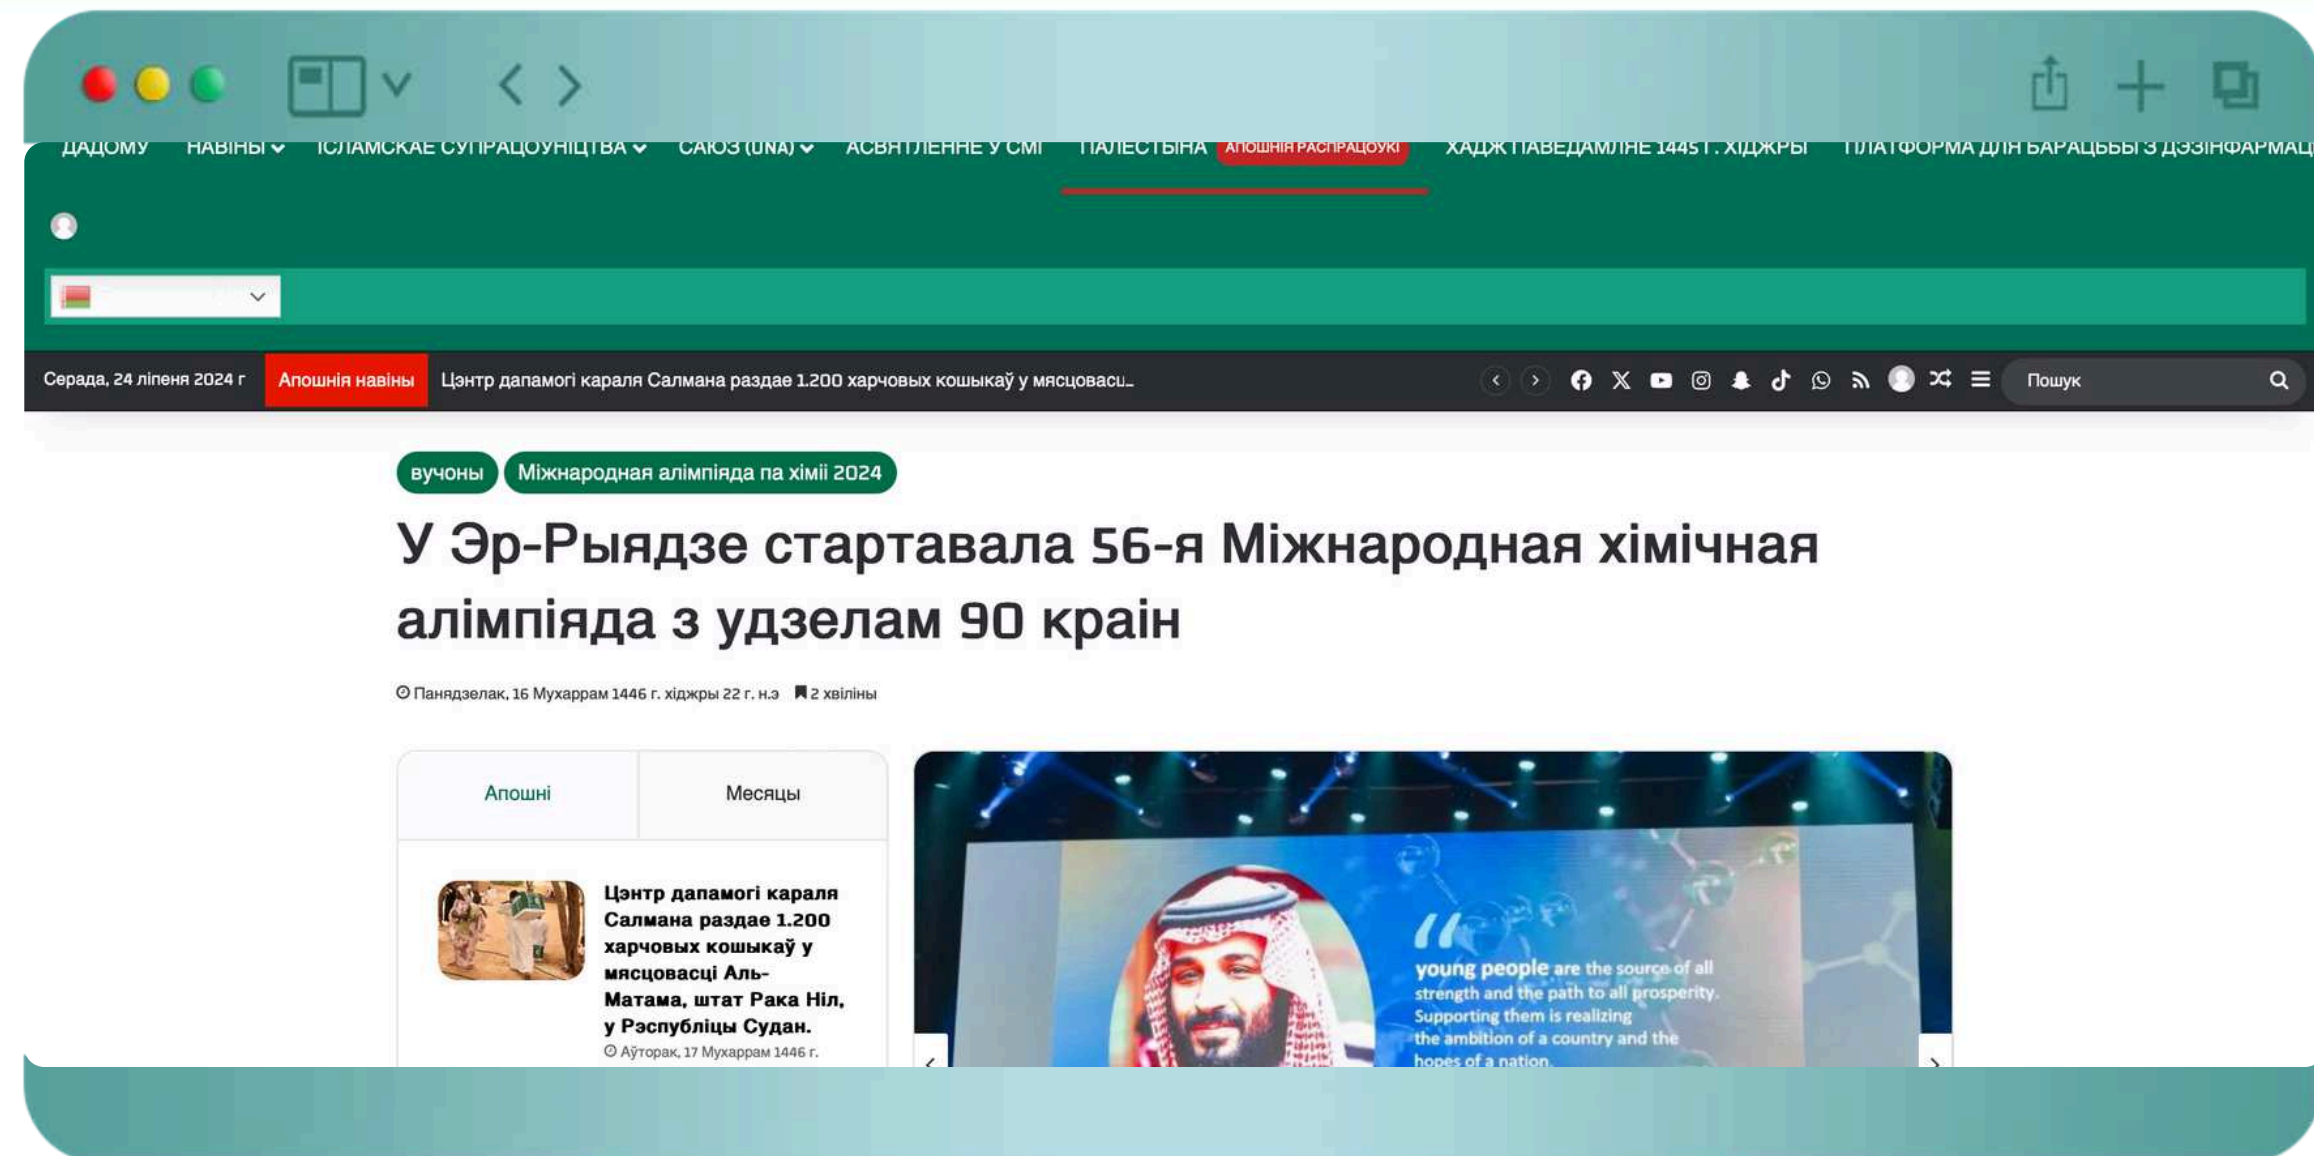 ДАДОМУ НАВІНЫ ІСЛАМСКАЕ СУПРАЦОЎНІЦТВА САЮЗ (UNA) АСВЯТЛЕННЕ Ў СМІ ПАЛЕСТЫНА АПОШНІЯ РАСПРАЦОЎКІ ХАДЖ ПАВЕДАМЛЯЕ 1445 Г. ХІДЖРЫ ПЛАТФОРМА ДЛЯ БАРАЦЬБЫ З
Серада, 24 ліпеня 2024 г Апошнія навіны Цэнтр дапамогі караля Салмана раздае 1.200 харчовых кошыкаў у мясцовасц... Пошук
вучоны Міжнародная алімпіяда па хіміі 2024
У Эр-Рыядзе стартавала 56-я Міжнародная хімічная
алімпіяда з удзелам 90 краін
Панядзелак, 16 Мухаррам 1446 г. хіджры 22 г. н.э 2 хвіліны
Апошні Месяцы
Цэнтр дапамогі караля
Салмана раздае 1.200
харчовых кошыкаў у
мясцовасці Аль-
Матама, штат Рака Ніл,
у Рэспубліцы Судан.
Аўторак, 17 Мухаррам 1446 г.
young people are the source of all
strength and the path to all prosperity.
Supporting them is realizing
the ambition of a country and the
hopes of a nation.